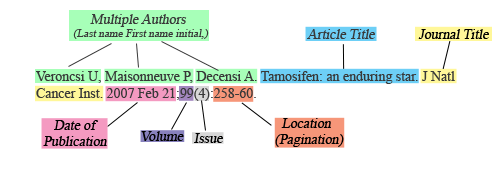 Multiple Authors
(Last name First name initial,)
Article Title
Journal Title
Veroncsi U, Maisonneuve P, Decensi A. Tamosifen: an enduring star. J Natl
Cancer Inst. 2007 Feb 21;99(4):258-60.
Date of
Publication
Volume
Issue
Location
(Pagination)